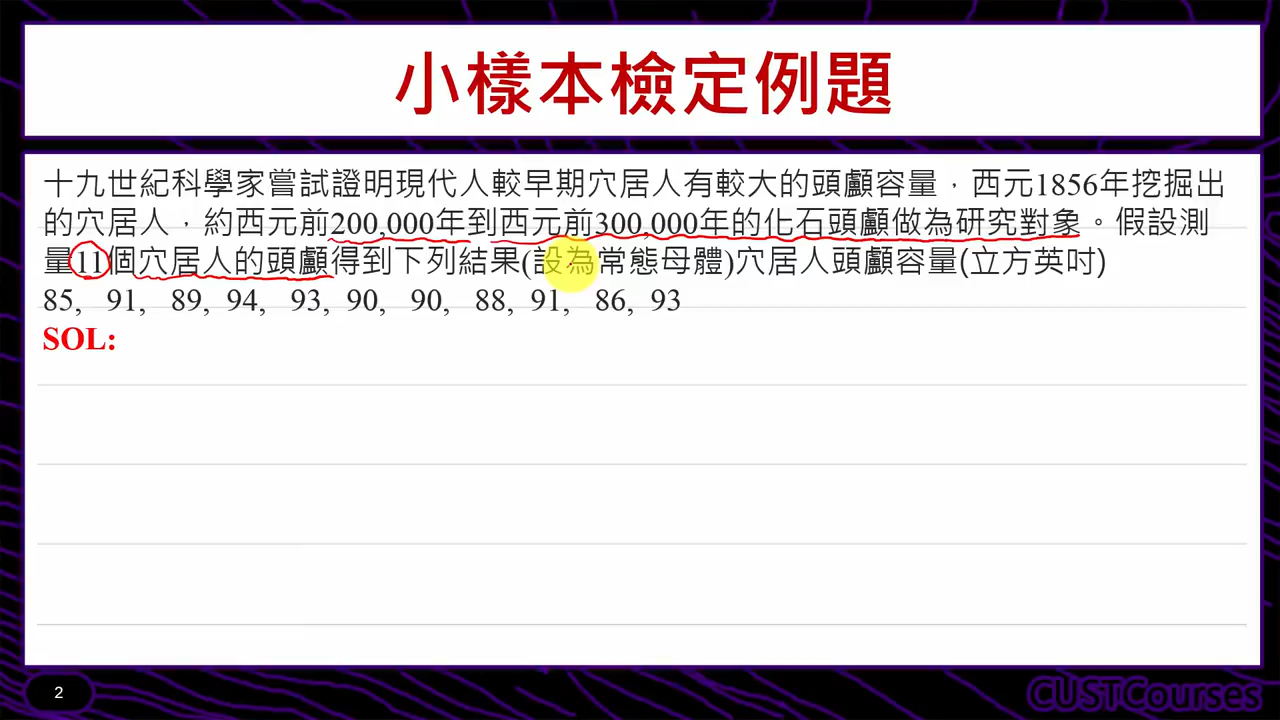 小樣本檢定例題
十九世紀科學家嘗試證明現代人較早期穴居人有較大的頭顱容量，西元1856年挖掘出
的穴居人，約西元前200,000年到西元前300,000年的化石頭顱做為研究對象。假設測
量11個穴居人的頭顱得到下列結果(設為常態母體)穴居人頭顱容量(立方英吋)
85, 91, 89, 94, 93, 90, 90, 88, 91, 86, 93
SOL:
2
CUSTCourses